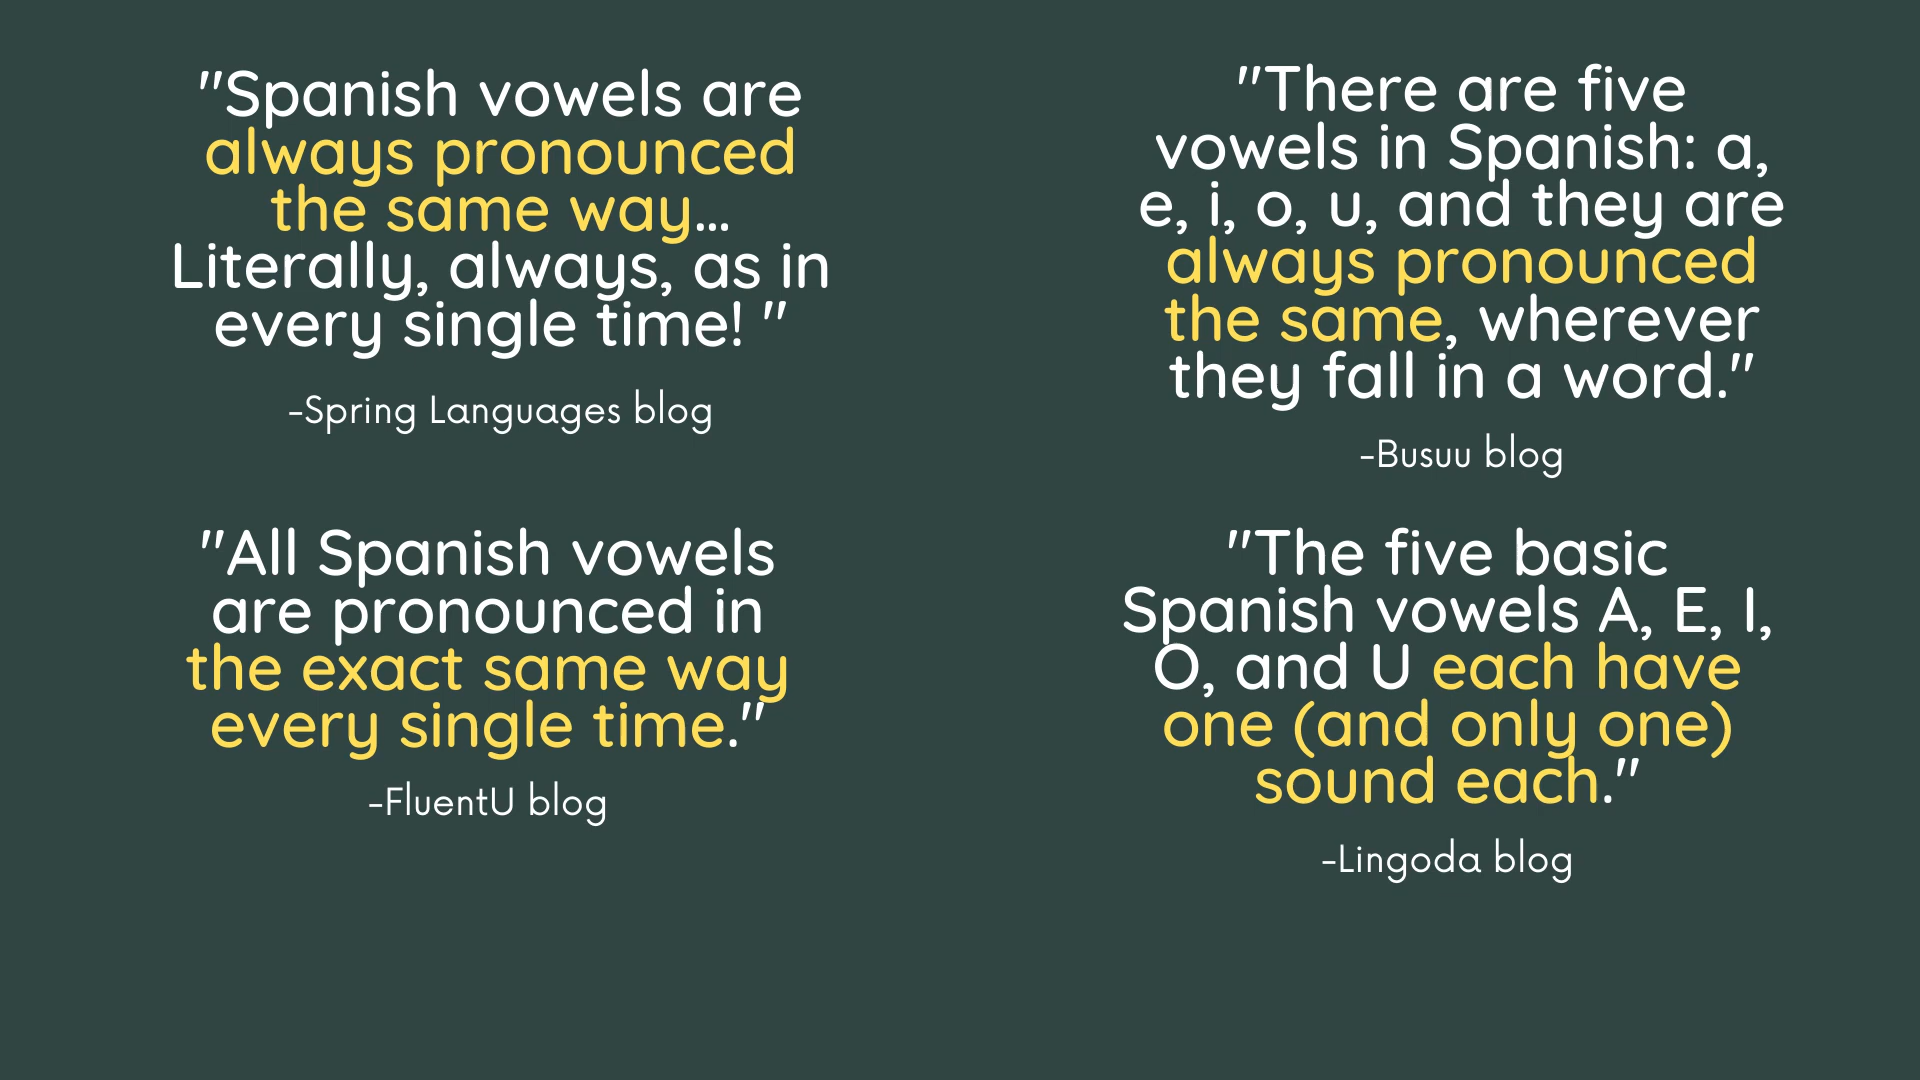 "Spanish vowels are
always pronounced
the same way...
Literally, always, as in
every single time! "
-Spring Languages blog
"There are five
vowels in Spanish: a,
e, i, o, u, and they are
always pronounced
the same, wherever
they fall in a word."
-Busuu blog
"All Spanish vowels
are pronounced in
the exact same way
every single time."
-FluentU blog
"The five basic
Spanish vowels A, E, I,
O, and U each have
one (and only one)
sound each."
-Lingoda blog